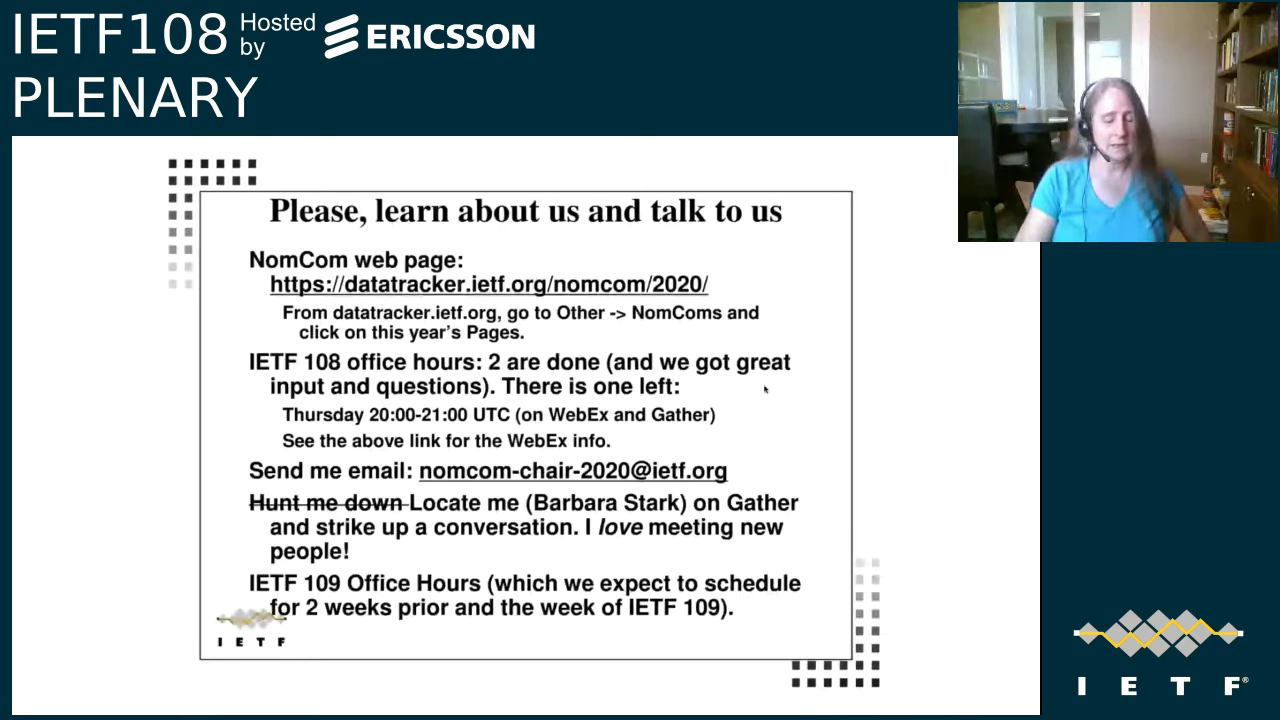 IETF108 Hosted by ERICSSON
PLENARY
Please, learn about us and talk to us
NomCom web page:
https://datatracker.ietf.org/nomcom/2020/
From datatracker.ietf.org, go to Other -> NomComs and
click on this year’s Pages.
IETF 108 office hours: 2 are done (and we got great
input and questions). There is one left:
Thursday 20:00-21:00 UTC (on WebEx and Gather)
See the above link for the WebEx info.
Send me email: nomcom-chair-2020@ietf.org
Hunt me down Locate me (Barbara Stark) on Gather
and strike up a conversation. I love meeting new
people!
IETF 109 Office Hours (which we expect to schedule
for 2 weeks prior and the week of IETF 109).
I E T F
I E T F®